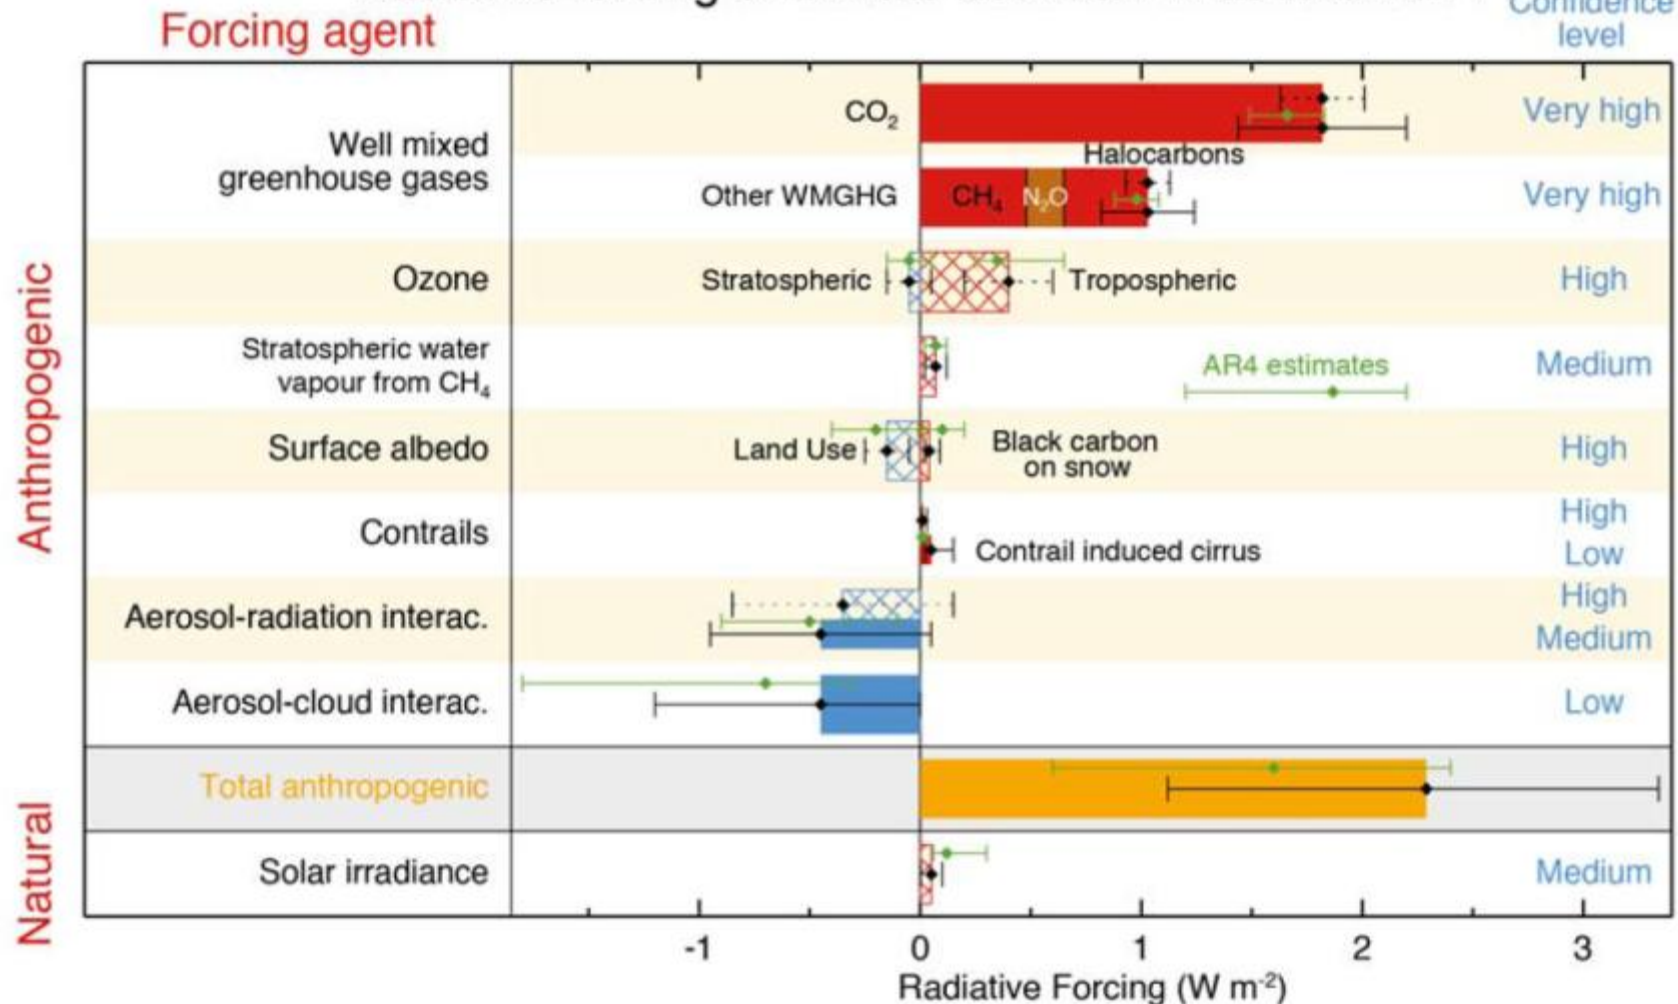 Forcing agent
Confidence
level
Anthropogenic
Well mixed
greenhouse gases
CO₂
Very high
Halocarbons
Other WMGHG
CH₄
N₂O
Very high
Ozone
Stratospheric
Tropospheric
High
Stratospheric water
vapour from CH₄
AR4 estimates
Medium
Surface albedo
Land Use
Black carbon
on snow
High
Contrails
Contrail induced cirrus
High
Low
Aerosol-radiation interac.
High
Medium
Aerosol-cloud interac.
Low
Total anthropogenic
Natural
Solar irradiance
Medium
-1 0 1 2 3
Radiative Forcing (W m⁻²)